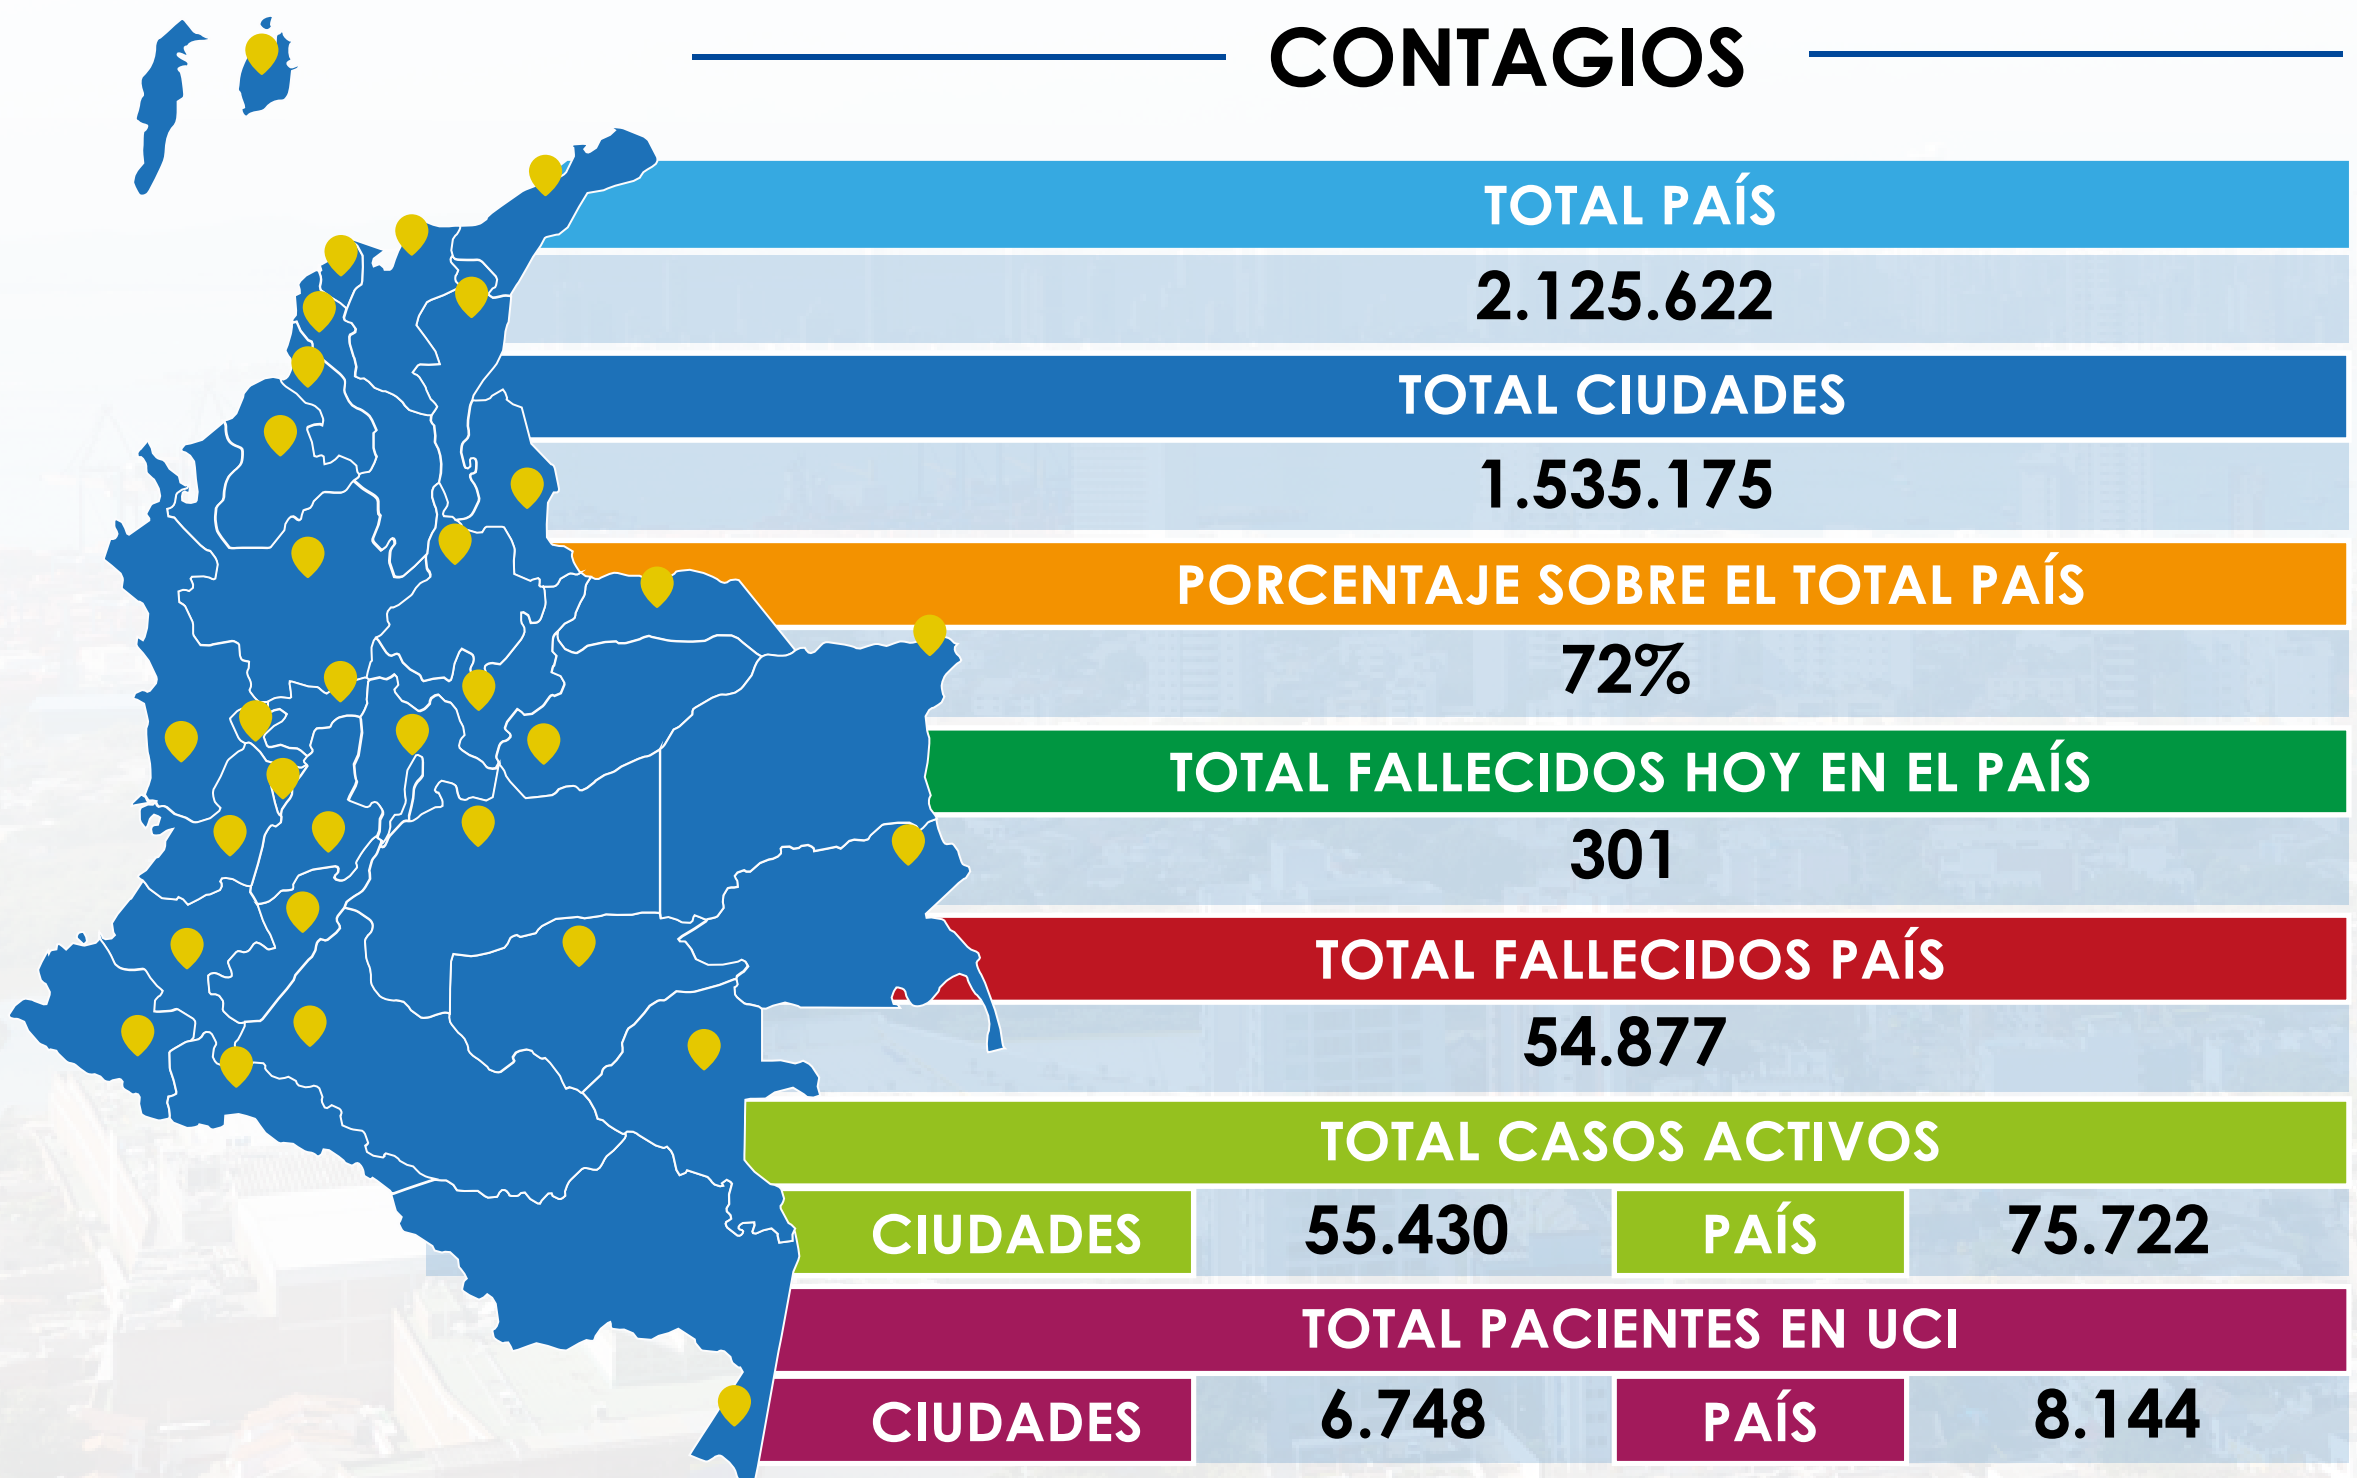 CONTAGIOS
TOTAL PAÍS
2.125.622
TOTAL CIUDADES
1.535.175
PORCENTAJE SOBRE EL TOTAL PAÍS
72%
TOTAL FALLECIDOS HOY EN EL PAÍS
301
TOTAL FALLECIDOS PAÍS
54.877
TOTAL CASOS ACTIVOS
CIUDADES 55.430 PAÍS 75.722
TOTAL PACIENTES EN UCI
CIUDADES 6.748 PAÍS 8.144